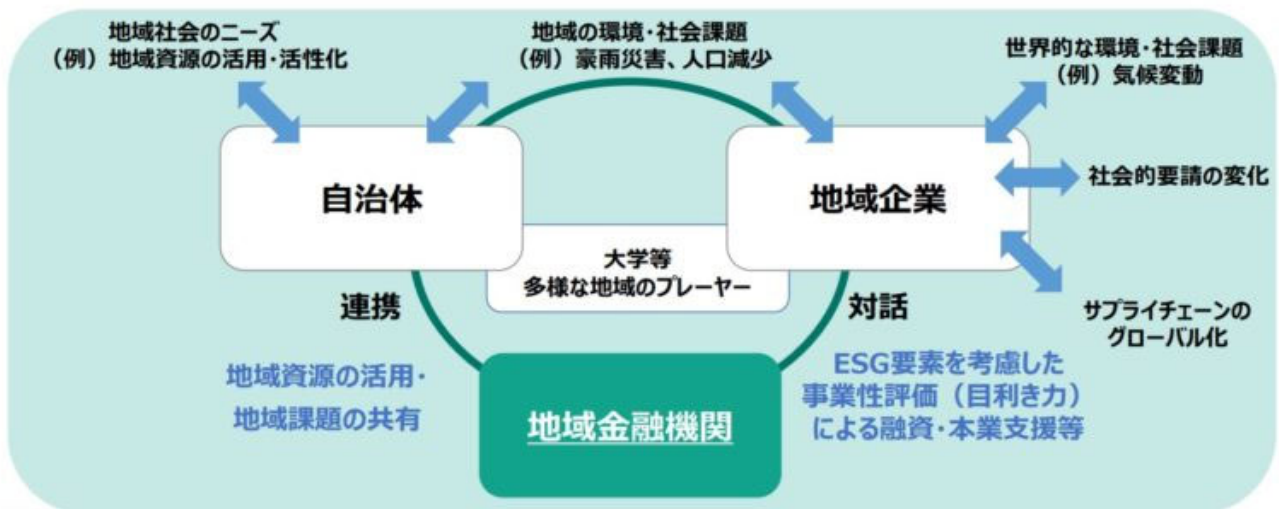 地域社会のニーズ
(例)地域資源の活用・活性化
地域の環境・社会課題
(例)豪雨災害、人口減少
世界的な環境・社会課題
(例)気候変動
自治体
地域企業
社会的要請の変化
大学等
多様な地域のプレーヤー
連携
対話
サプライチェーンの
グローバル化
地域資源の活用・
地域課題の共有
地域金融機関
ESG要素を考慮した
事業性評価(目利き力)
による融資・本業支援等